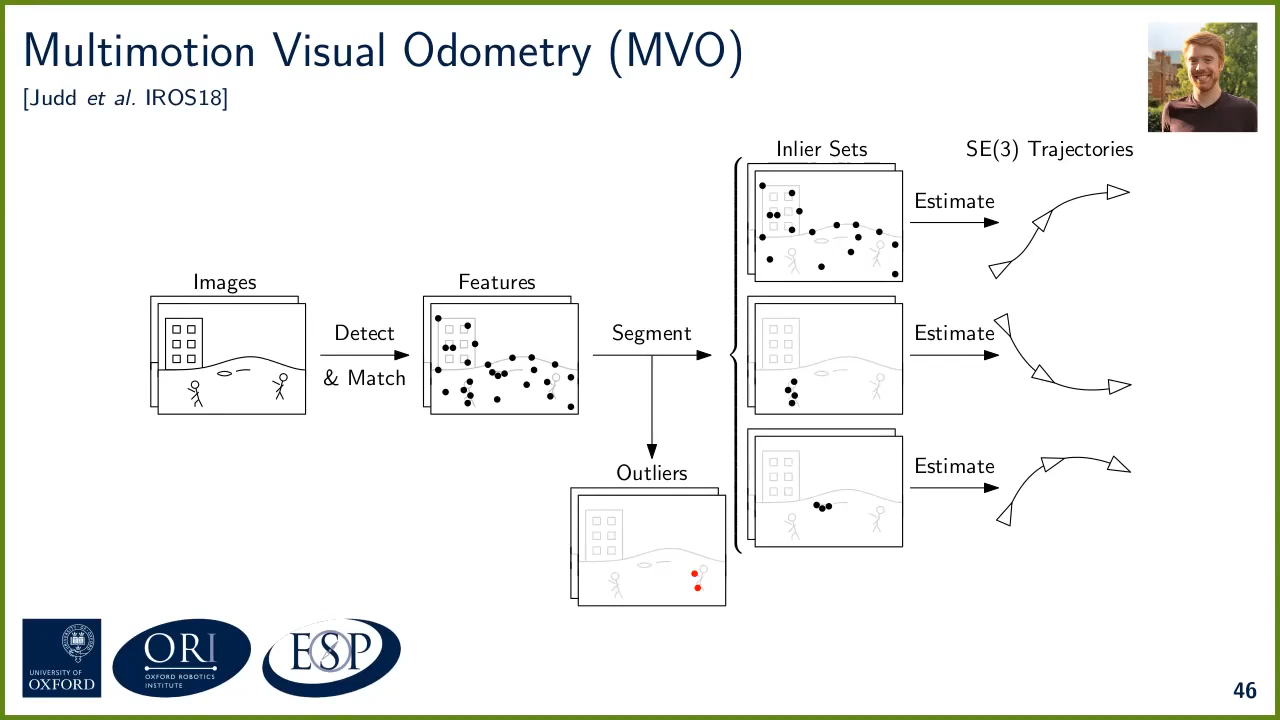 Multimotion Visual Odometry (MVO)
[Judd et al. IROS18]
Images
Detect
& Match
Features
Segment
Outliers
Inlier Sets
SE(3) Trajectories
Estimate
Estimate
Estimate
UNIVERSITY OF
OXFORD
ORI
OXFORD ROBOTICS
INSTITUTE
ESP
46